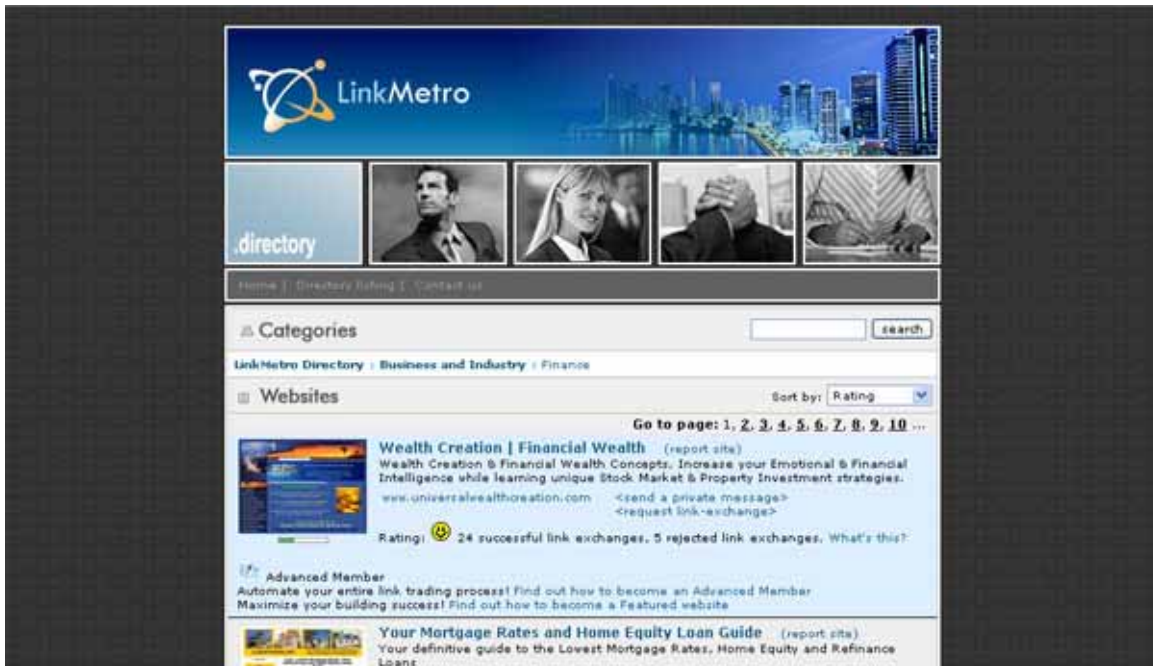 LinkMetro
.directory
Home | Directory listing | Contact us
Categories
search
LinkMetro Directory : Business and Industry : Finance
Websites
Sort by: Rating
Go to page: 1, 2, 3, 4, 5, 6, 7, 8, 9, 10 ...
Wealth Creation | Financial Wealth (report site)
Wealth Creation & Financial Wealth Concepts. Increase your Emotional & Financial
Intelligence while learning unique Stock Market & Property Investment strategies.
www.universalwealthcreation.com <send a private message>
<request link-exchange>
Rating: 24 successful link exchanges, 5 rejected link exchanges. What's this?
Advanced Member
Automate your entire link trading process! Find out how to become an Advanced Member
Maximize your building success! Find out how to become a Featured website
Your Mortgage Rates and Home Equity Loan Guide (report site)
Your definitive guide to the Lowest Mortgage Rates, Home Equity and Refinance
Loans